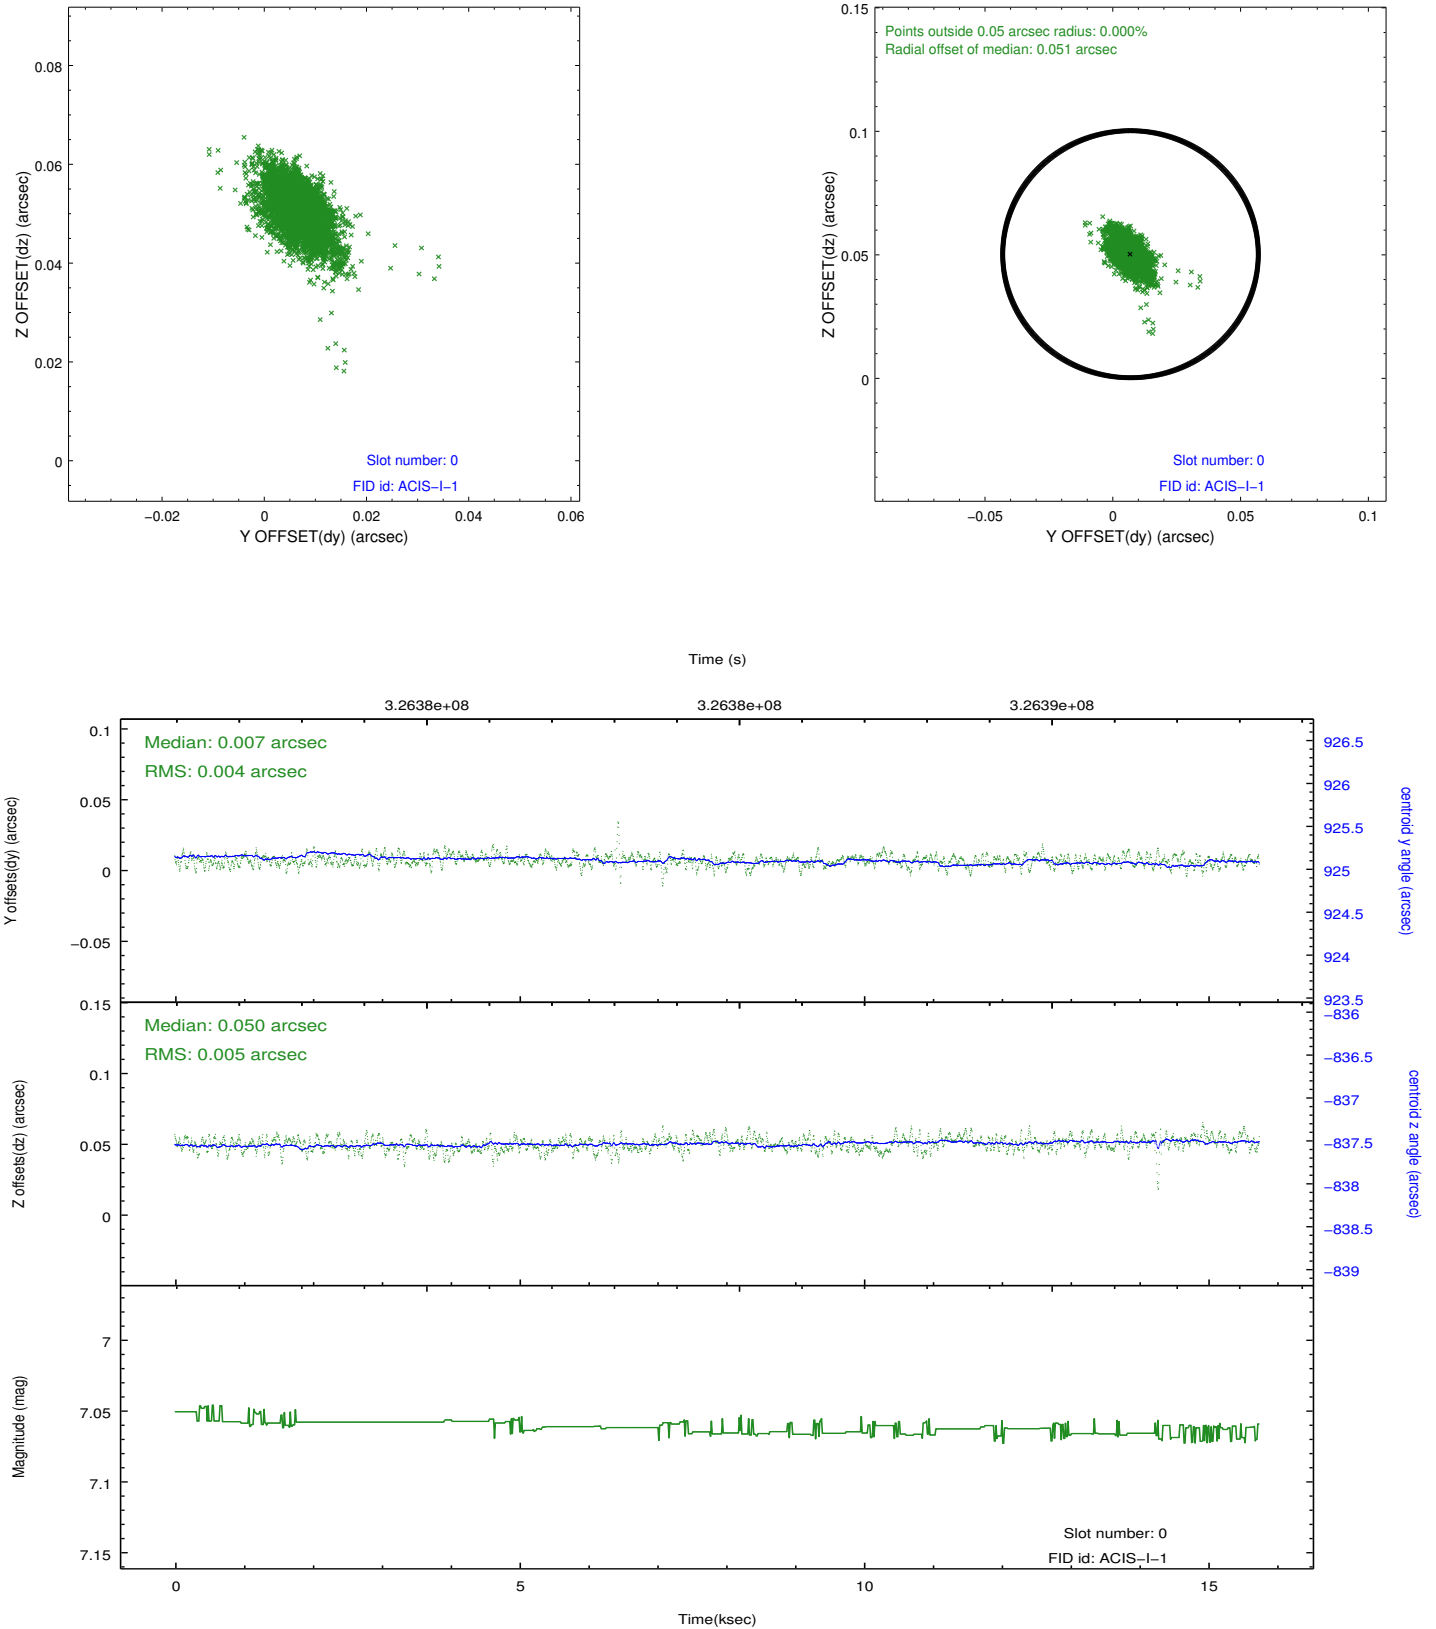 0.08
0.06
0.04
0.02
0
Z OFFSET(dz) (arcsec)
Slot number: 0
FID id: ACIS−I−1
−0.02 0 0.02 0.04 0.06
Y OFFSET(dy) (arcsec)
0.15
0.1
0.05
0
Z OFFSET(dz) (arcsec)
Points outside 0.05 arcsec radius: 0.000%
Radial offset of median: 0.051 arcsec
Slot number: 0
FID id: ACIS−I−1
−0.05 0 0.05 0.1
Y OFFSET(dy) (arcsec)
Time (s)
3.2638e+08 3.2638e+08 3.2639e+08
0.1
0.05
0
−0.05
Y offsets(dy) (arcsec)
Median: 0.007 arcsec
RMS: 0.004 arcsec
926.5
926
925.5
925
924.5
924
923.5
centroid y angle (arcsec)
0.15
0.1
0.05
0
Z offsets(dz) (arcsec)
Median: 0.050 arcsec
RMS: 0.005 arcsec
−836
−836.5
−837
−837.5
−838
−838.5
−839
centroid z angle (arcsec)
7
7.05
7.1
7.15
Magnitude (mag)
Slot number: 0
FID id: ACIS−I−1
0 5 10 15
Time(ksec)